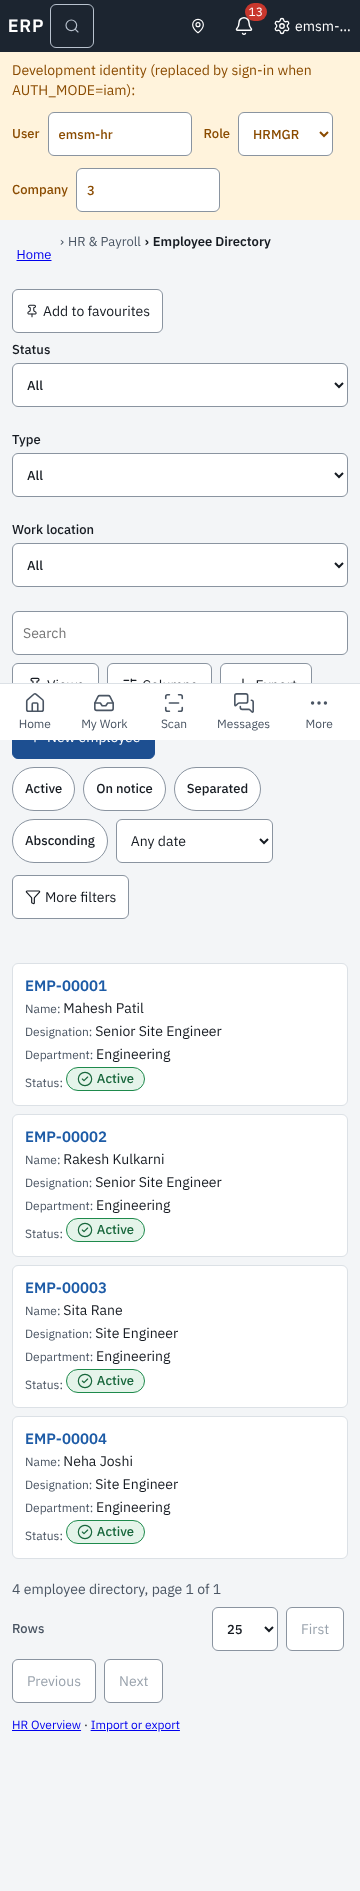 ERP 13 emsm-...
Development identity (replaced by sign-in when
AUTH_MODE=iam):
User emsm-hr Role HRMGR
Company 3
Home › HR & Payroll › Employee Directory
Add to favourites
Status
All
Type
All
Work location
All
Search
Views Columns Export
Home My Work Scan Messages More
New employee
Active On notice Separated
Absconding Any date
More filters
EMP-00001
Name: Mahesh Patil
Designation: Senior Site Engineer
Department: Engineering
Status: Active
EMP-00002
Name: Rakesh Kulkarni
Designation: Senior Site Engineer
Department: Engineering
Status: Active
EMP-00003
Name: Sita Rane
Designation: Site Engineer
Department: Engineering
Status: Active
EMP-00004
Name: Neha Joshi
Designation: Site Engineer
Department: Engineering
Status: Active
4 employee directory, page 1 of 1
Rows 25 First
Previous Next
HR Overview · Import or export